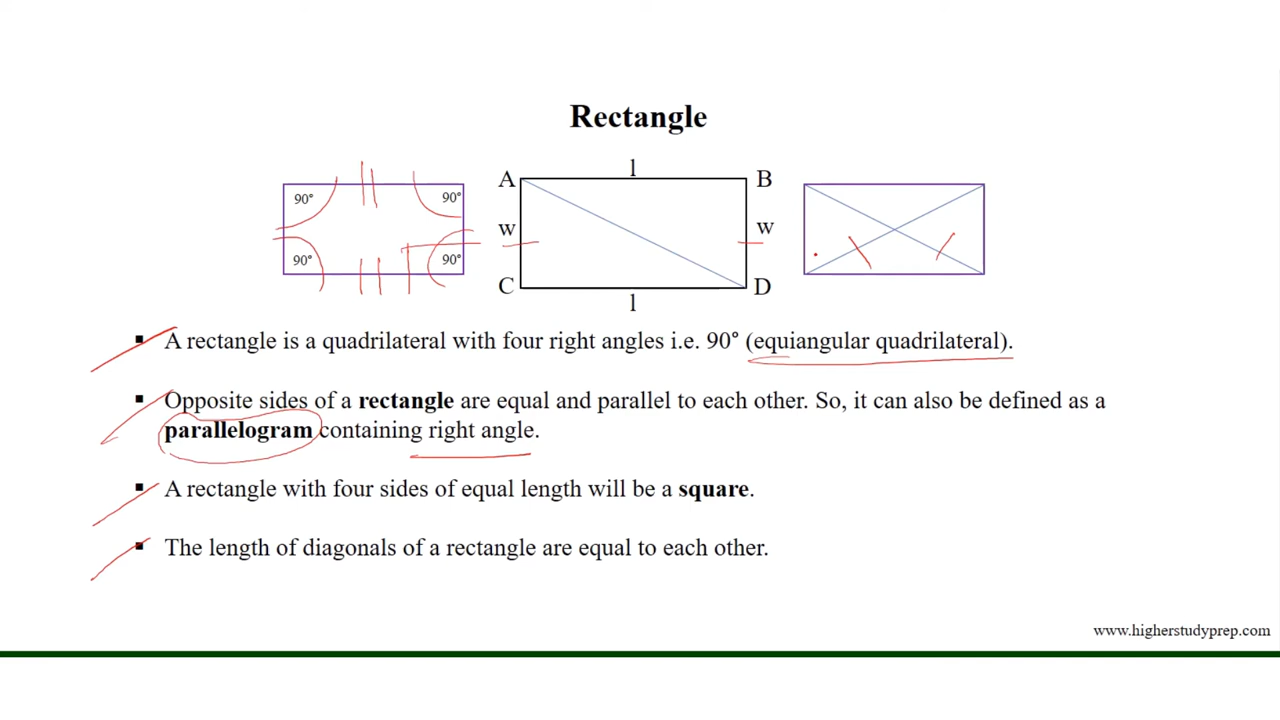 Rectangle
90° 90°
90° 90°
l
A B
w w
C D
l
▪ A rectangle is a quadrilateral with four right angles i.e. 90° (equiangular quadrilateral).
▪ Opposite sides of a rectangle are equal and parallel to each other. So, it can also be defined as a
parallelogram containing right angle.
▪ A rectangle with four sides of equal length will be a square.
▪ The length of diagonals of a rectangle are equal to each other.
www.higherstudyprep.com